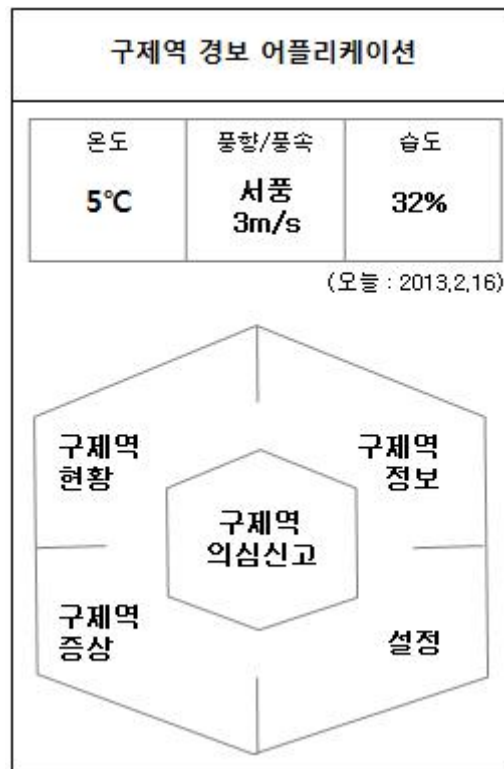 구제역 경보 어플리케이션
온도
5℃
풍향/풍속
서풍
3m/s
습도
32%
(오늘 : 2013.2.16)
구제역
현황
구제역
정보
구제역
의심신고
구제역
증상
설정